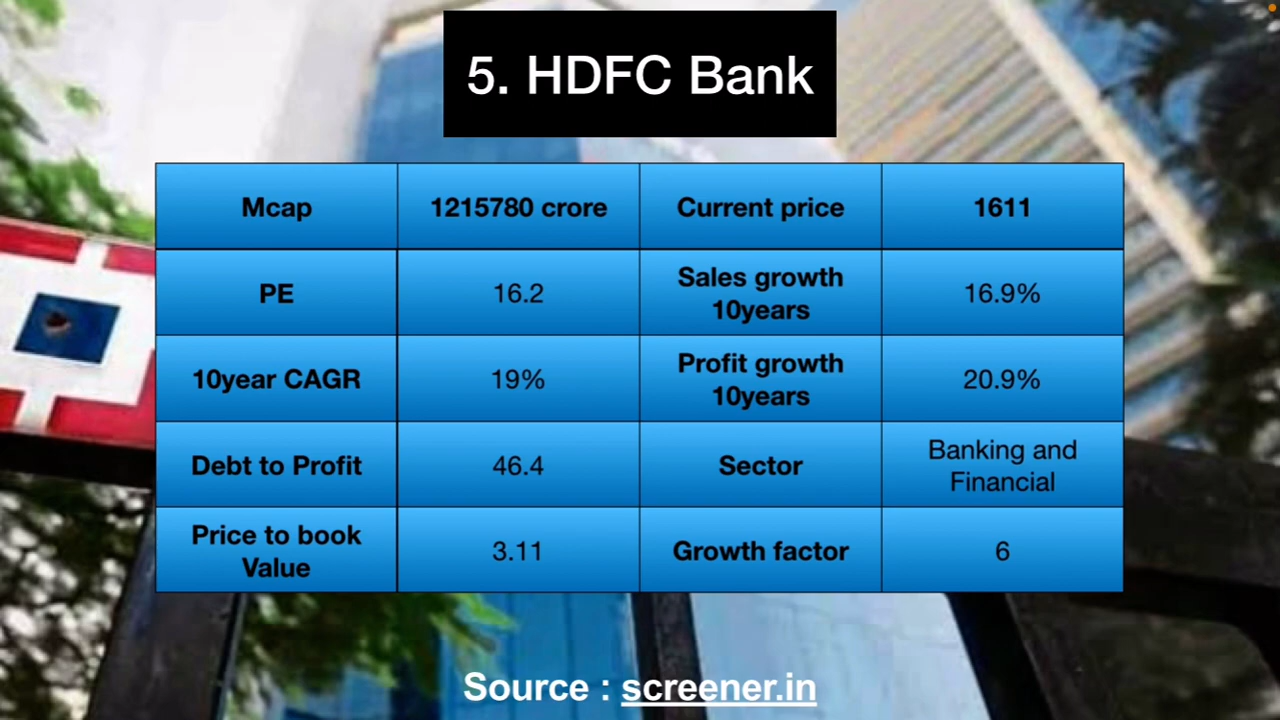 5. HDFC Bank
Mcap 1215780 crore Current price 1611
PE 16.2 Sales growth
10years 16.9%
10year CAGR 19% Profit growth
10years 20.9%
Debt to Profit 46.4 Sector Banking and
Financial
Price to book
Value 3.11 Growth factor 6
Source : screener.in